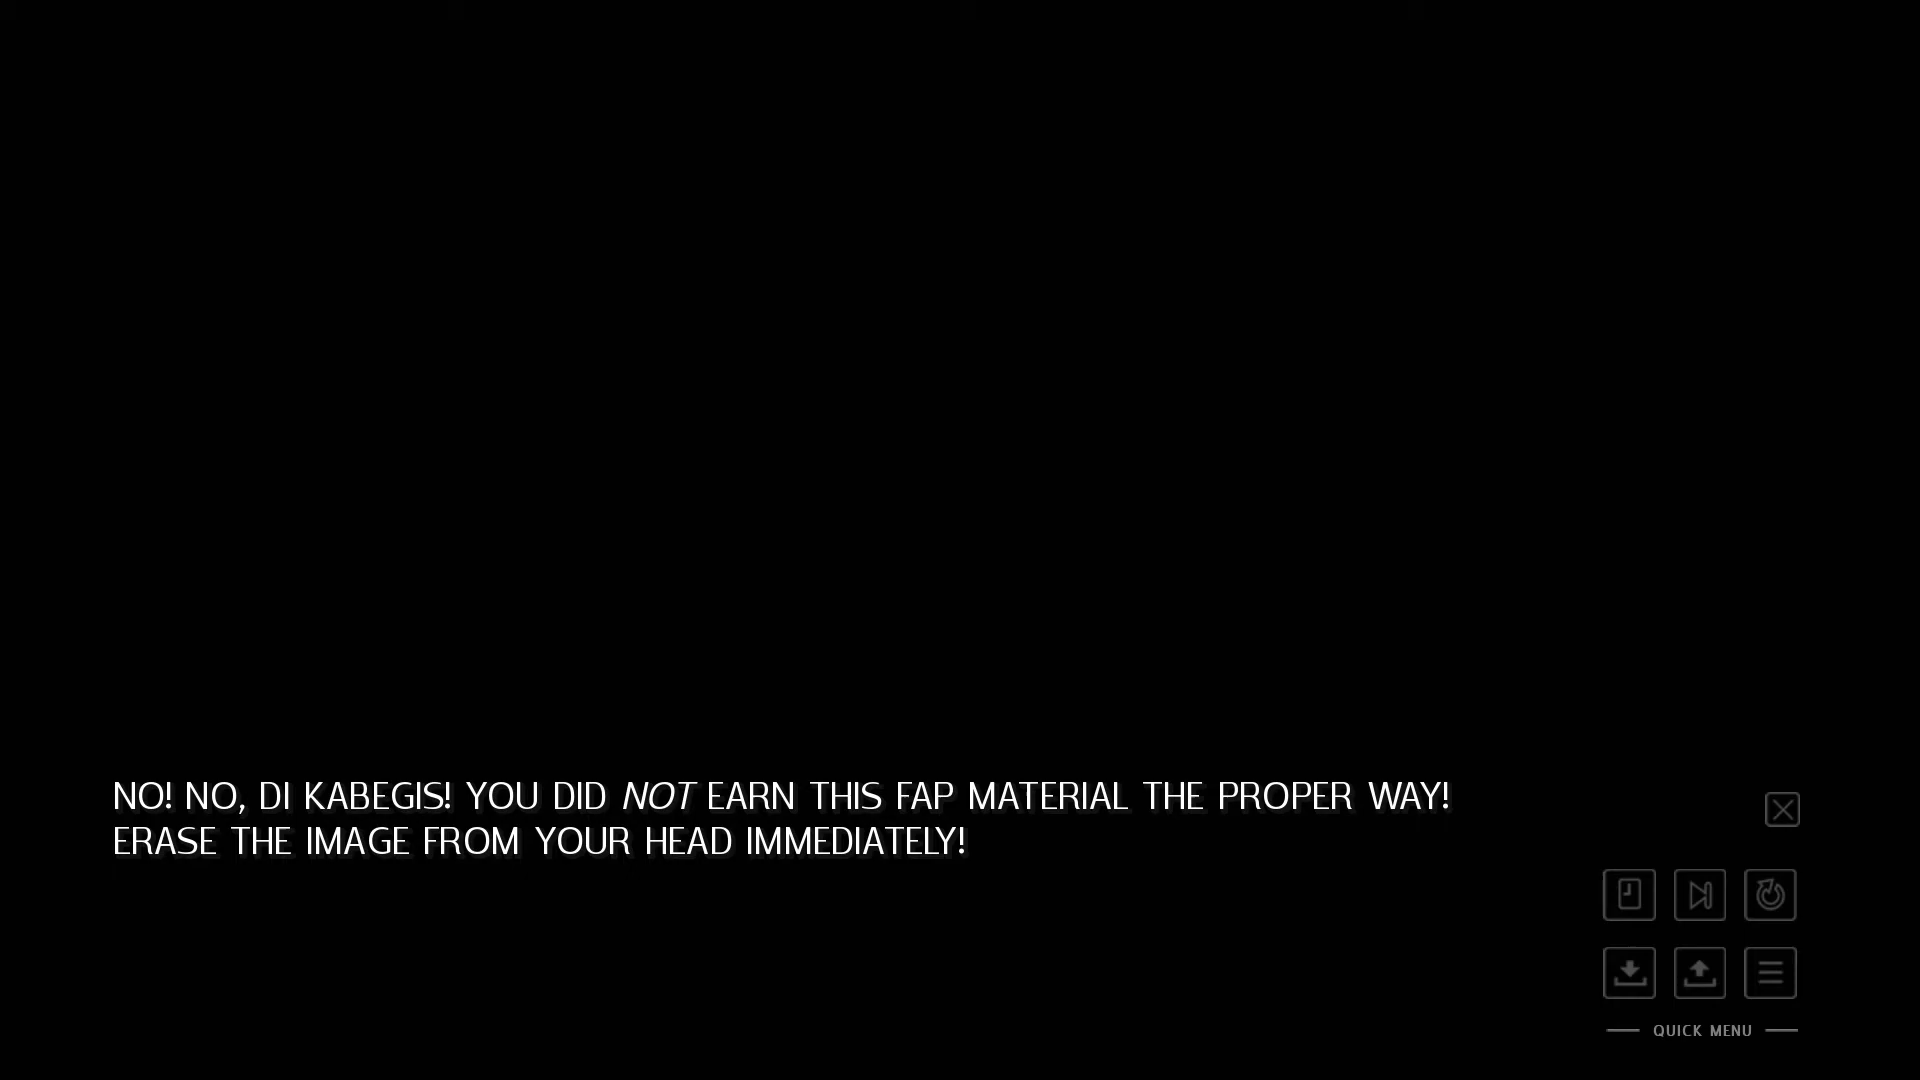 NO! NO, DI KABEGIS! YOU DID NOT EARN THIS FAP MATERIAL THE PROPER WAY!
ERASE THE IMAGE FROM YOUR HEAD IMMEDIATELY!
QUICK MENU